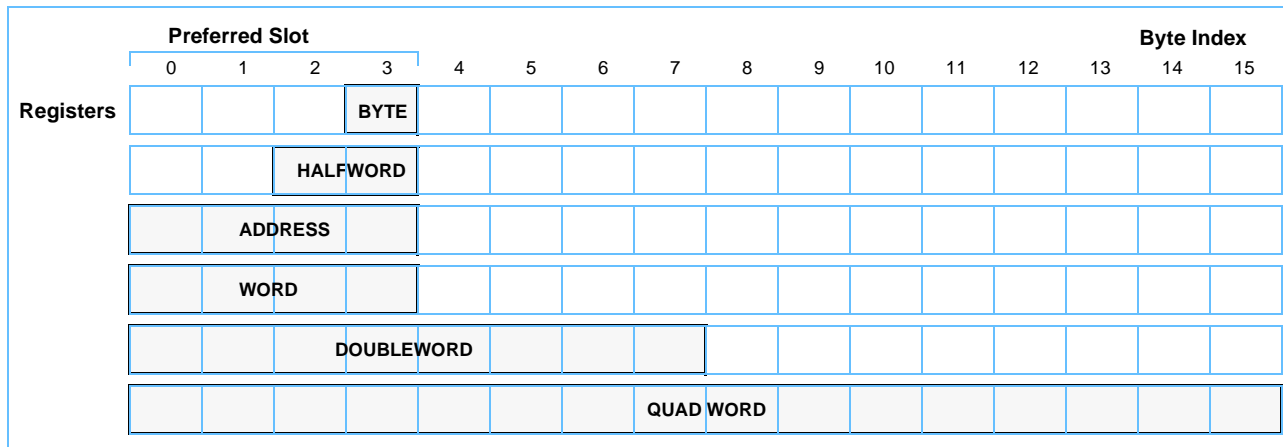 Preferred Slot Byte Index
0 1 2 3 4 5 6 7 8 9 10 11 12 13 14 15
Registers BYTE
HALFWORD
ADDRESS
WORD
DOUBLEWORD
QUAD WORD